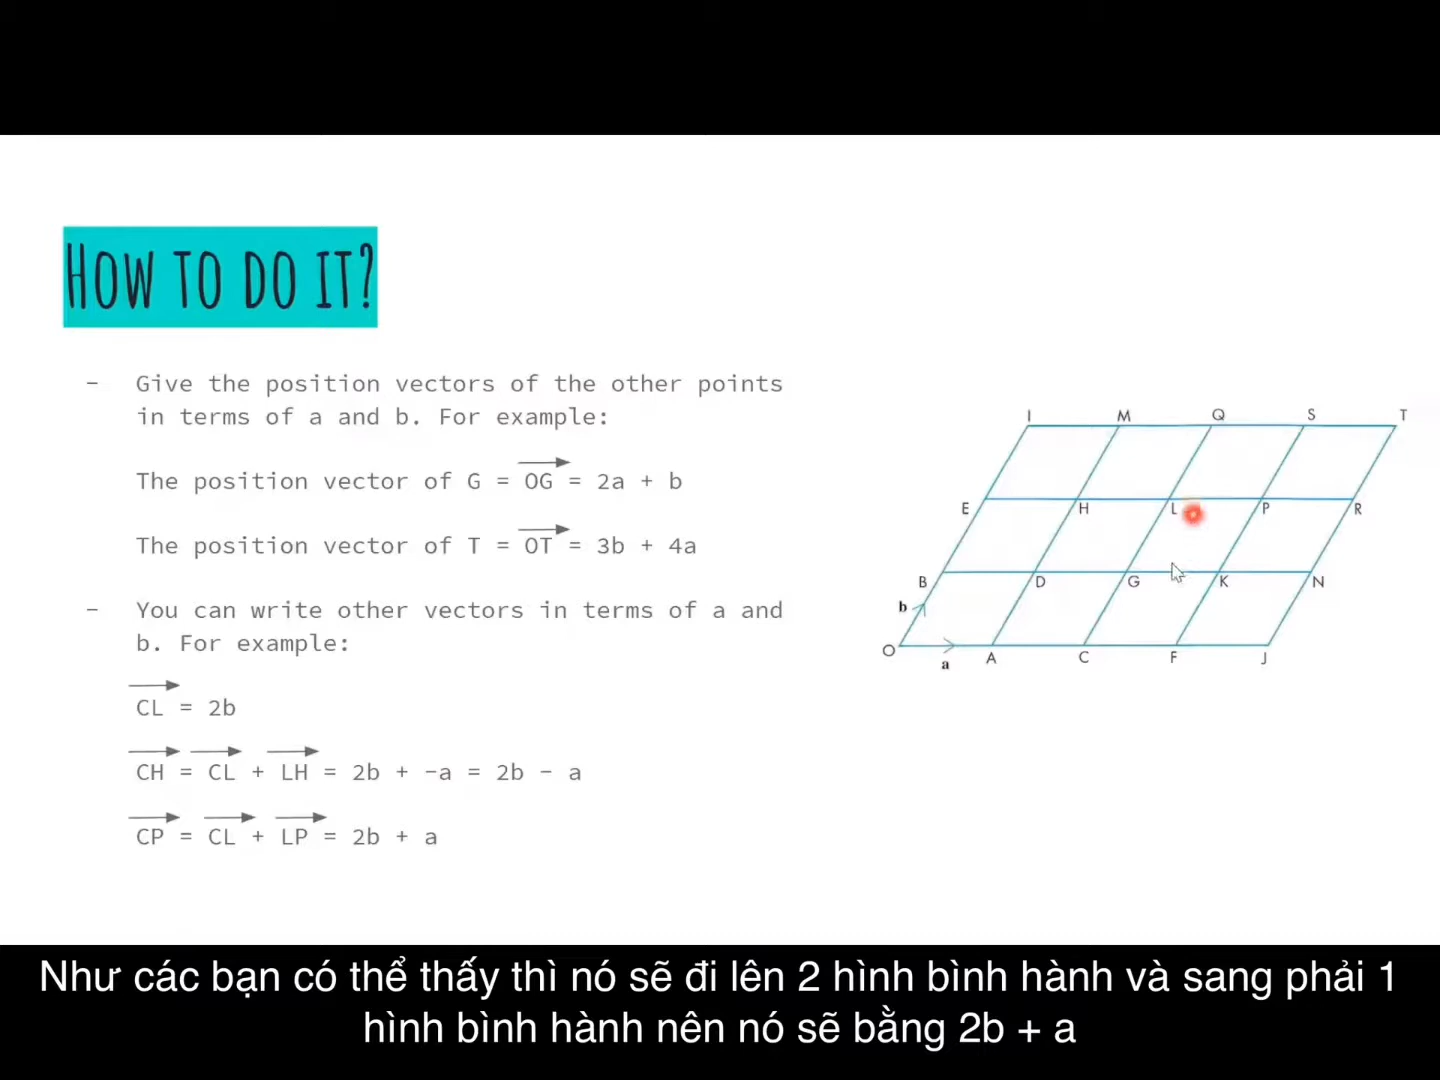 HOW TO DO IT?
- Give the position vectors of the other points
in terms of a and b. For example:
The position vector of G = OG = 2a + b
The position vector of T = OT = 3b + 4a
- You can write other vectors in terms of a and
b. For example:
CL = 2b
CH = CL + LH = 2b + -a = 2b - a
CP = CL + LP = 2b + a
I M Q S T
E H L P R
B D G K N
b
O A C F J
a
Như các bạn có thể thấy thì nó sẽ đi lên 2 hình bình hành và sang phải 1
hình bình hành nên nó sẽ bằng 2b + a